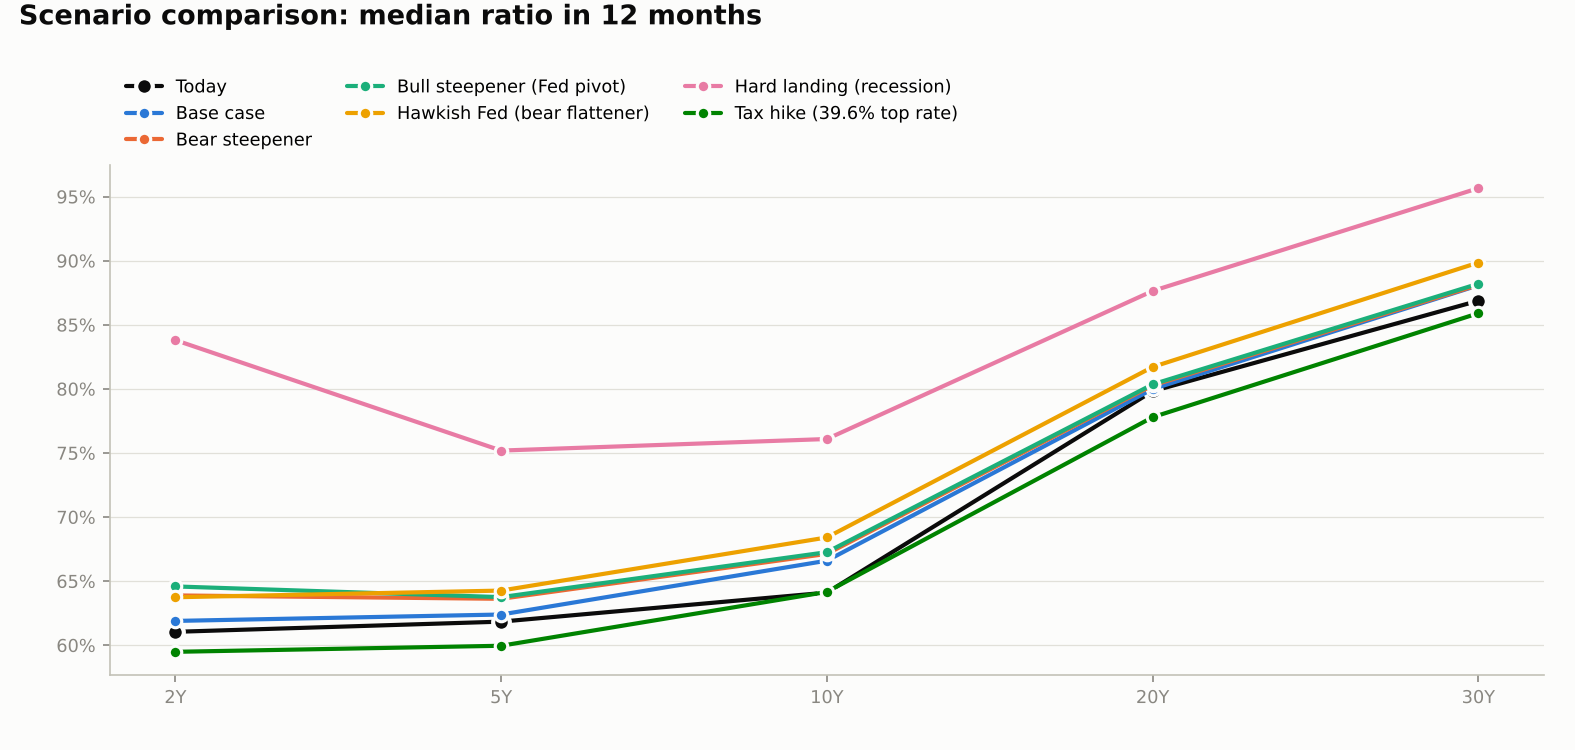 Scenario comparison: median ratio in 12 months
Today
Base case
Bear steepener
Bull steepener (Fed pivot)
Hawkish Fed (bear flattener)
Hard landing (recession)
Tax hike (39.6% top rate)
95%
90%
85%
80%
75%
70%
65%
60%
2Y 5Y 10Y 20Y 30Y